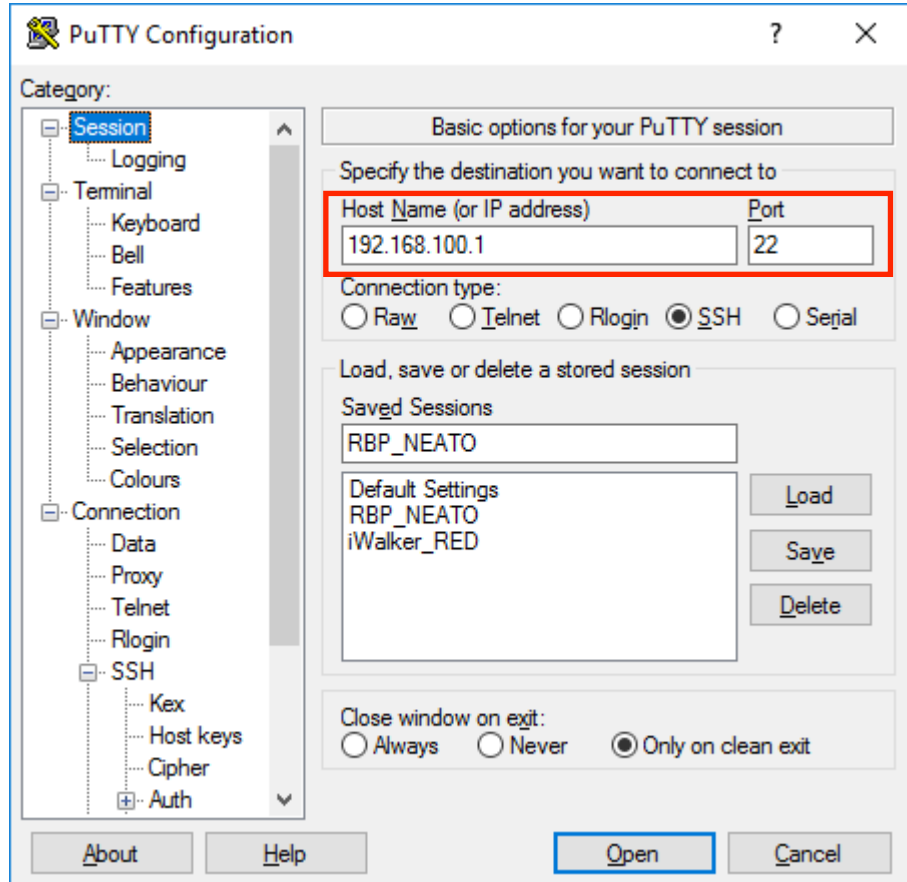 PuTTY Configuration
?
Category:
Session
Logging
Terminal
Keyboard
Bell
Features
Window
Appearance
Behaviour
Translation
Selection
Colours
Connection
Data
Proxy
Telnet
Rlogin
SSH
Kex
Host keys
Cipher
Auth
Basic options for your PuTTY session
Specify the destination you want to connect to
Host Name (or IP address) Port
192.168.100.1 22
Connection type:
Raw Telnet Rlogin SSH Serial
Load, save or delete a stored session
Saved Sessions
RBP_NEATO
Default Settings
RBP_NEATO
iWalker_RED
Load
Save
Delete
Close window on exit:
Always Never Only on clean exit
About Help Open Cancel